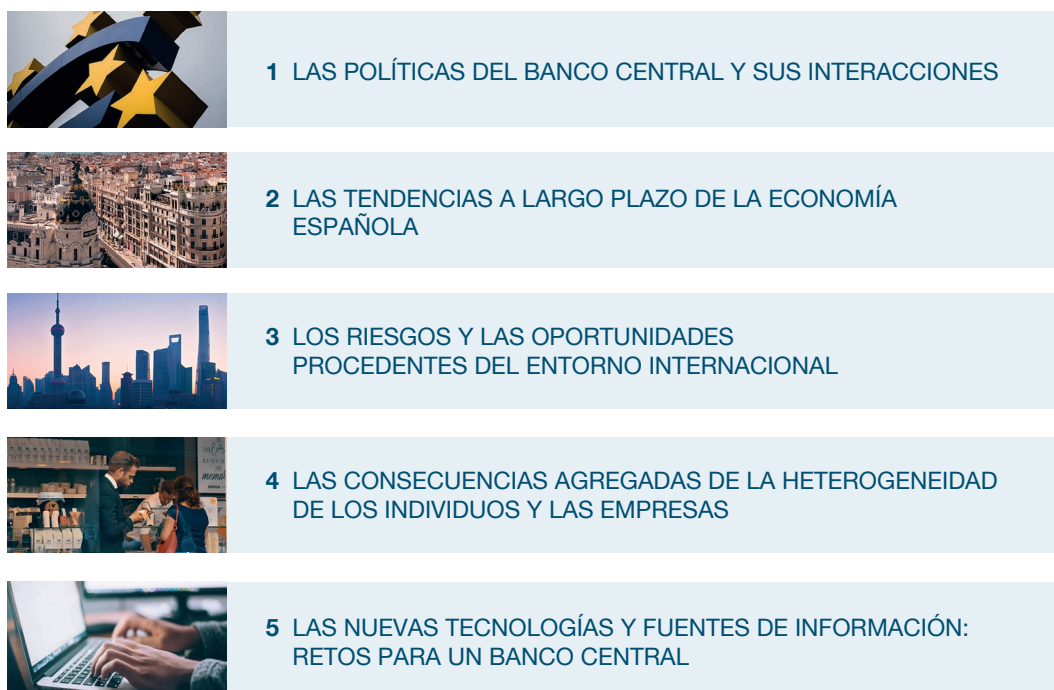 1 LAS POLÍTICAS DEL BANCO CENTRAL Y SUS INTERACCIONES
2 LAS TENDENCIAS A LARGO PLAZO DE LA ECONOMÍA
ESPAÑOLA
3 LOS RIESGOS Y LAS OPORTUNIDADES
PROCEDENTES DEL ENTORNO INTERNACIONAL
4 LAS CONSECUENCIAS AGREGADAS DE LA HETEROGENEIDAD
DE LOS INDIVIDUOS Y LAS EMPRESAS
5 LAS NUEVAS TECNOLOGÍAS Y FUENTES DE INFORMACIÓN:
RETOS PARA UN BANCO CENTRAL